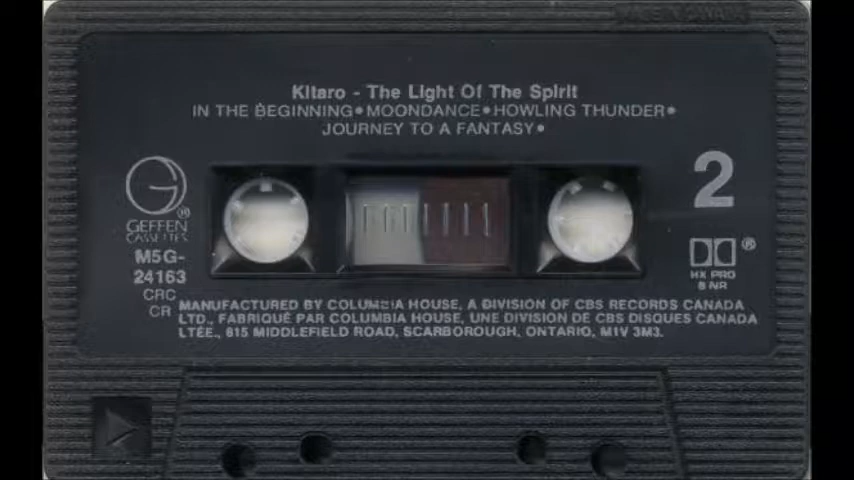 Kitaro - The Light Of The Spirit
IN THE BEGINNING•MOONDANCE•HOWLING THUNDER•
JOURNEY TO A FANTASY•
2
GEFFEN®
CASSETTES
M5G-
24163
CRC
CR
®
HX PRO
B NR
MANUFACTURED BY COLUMBIA HOUSE, A DIVISION OF CBS RECORDS CANADA
LTD., FABRIQUÉ PAR COLUMBIA HOUSE, UNE DIVISION DE CBS DISQUES CANADA
LTÉE., 615 MIDDLEFIELD ROAD, SCARBOROUGH, ONTARIO, M1V 3M3.